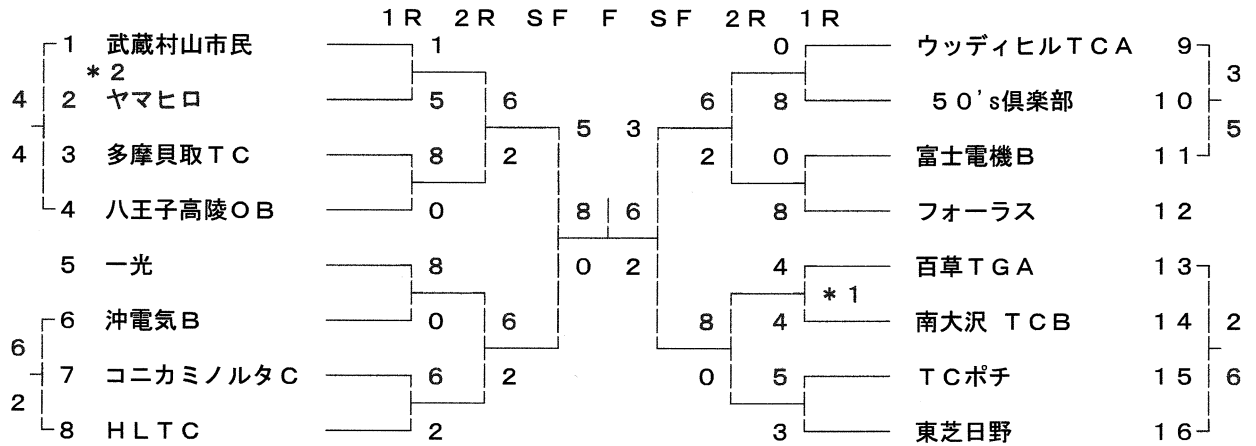 1R 2R SF F SF 2R 1R
1 武蔵村山市民 1 0 ウッディヒルTCA 9
*2 3
4 2 ヤマヒロ 5 6 6 8 50's倶楽部 10
5 3 5
4 3 多摩貝取TC 8 2 2 0 富士電機B 11
4 八王子高陵OB 0 8 6 8 フォーラス 12
5 一光 8 0 2 4 百草TGA 13
*1
6 沖電気B 0 6 8 4 南大沢 TCB 14 2
6
7 コニカミノルタC 6 2 0 5 TCポチ 15 6
2
8 HLTC 2 3 東芝日野 16